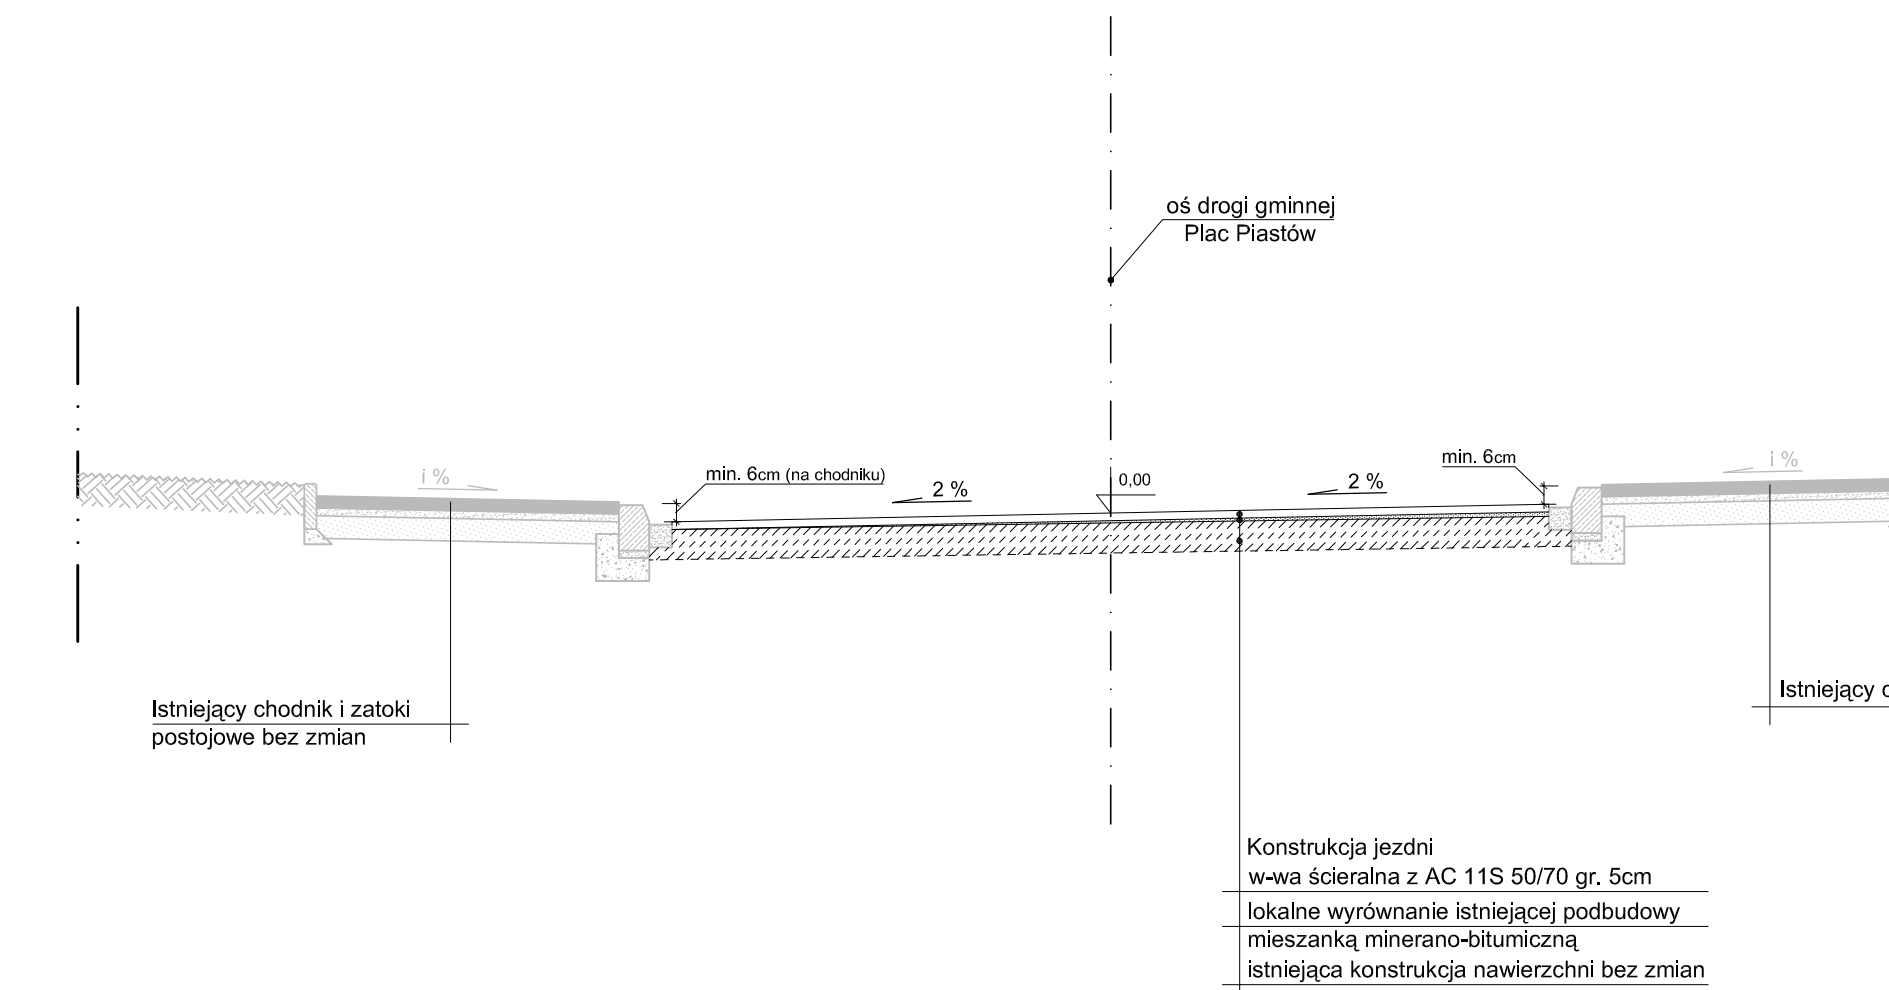 oś drogi gminnej
Plac Piastów
i %
min. 6cm (na chodniku)
2 %
0,00
2 %
min. 6cm
i %
Istniejący chodnik i zatoki
postojowe bez zmian
Istniejący
Konstrukcja jezdni
w-wa ścieralna z AC 11S 50/70 gr. 5cm
lokalne wyrównanie istniejącej podbudowy
mieszanką minerano-bitumiczną
istniejąca konstrukcja nawierzchni bez zmian